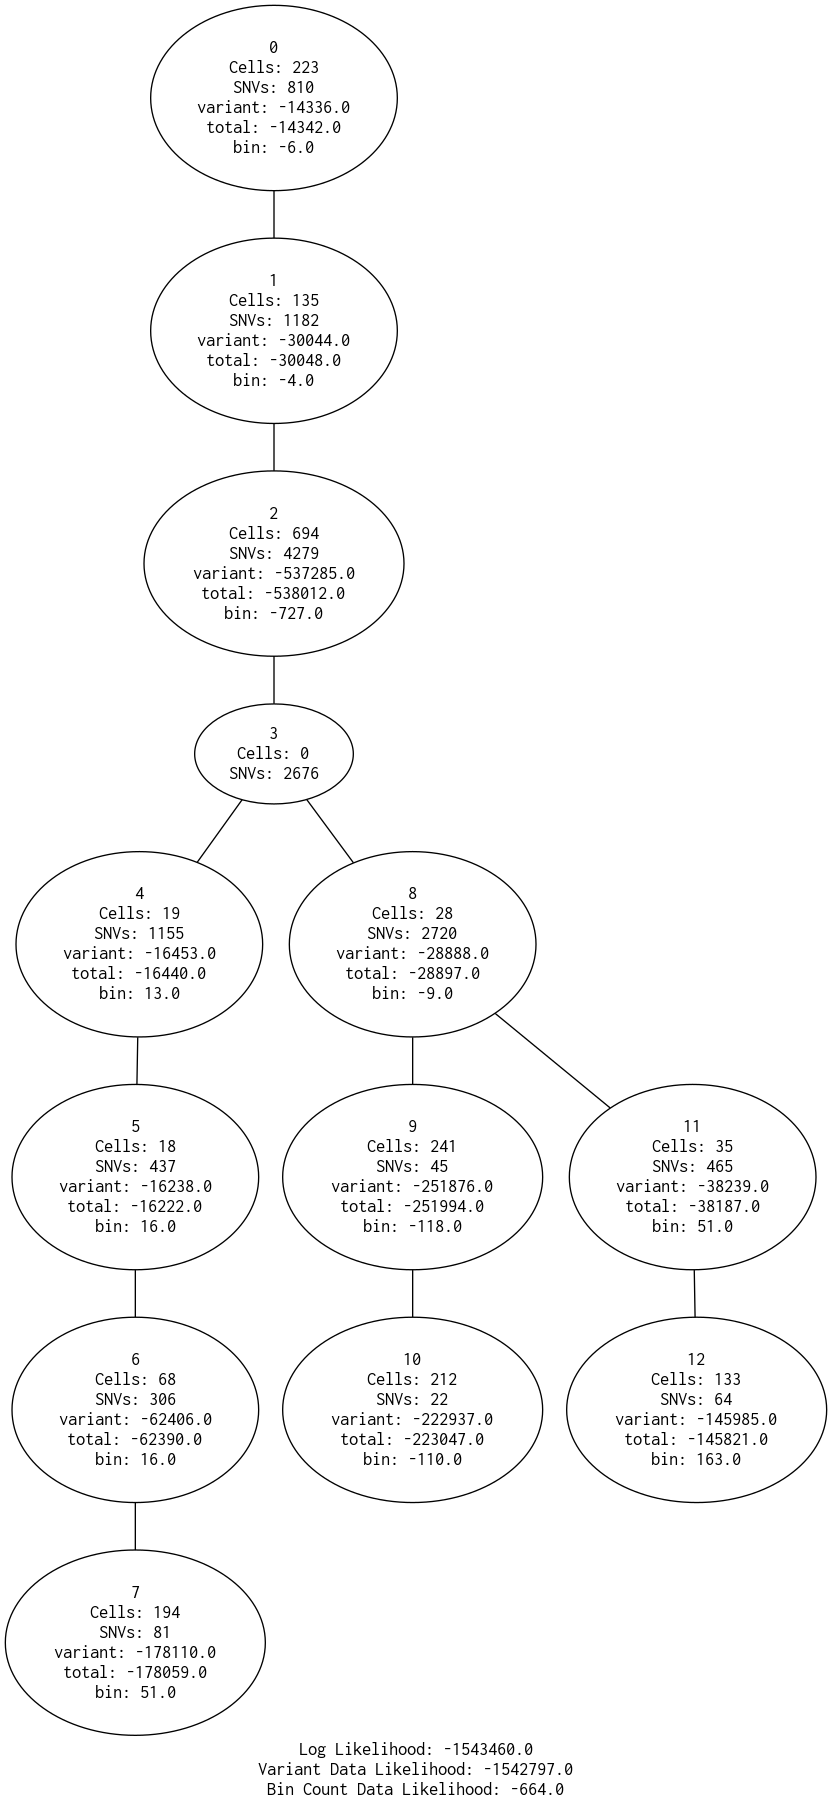 0
Cells: 223
SNVs: 810
variant: -14336.0
total: -14342.0
bin: -6.0
1
Cells: 135
SNVs: 1182
variant: -30044.0
total: -30048.0
bin: -4.0
2
Cells: 694
SNVs: 4279
variant: -537285.0
total: -538012.0
bin: -727.0
3
Cells: 0
SNVs: 2676
4
Cells: 19
SNVs: 1155
variant: -16453.0
total: -16440.0
bin: 13.0
8
Cells: 28
SNVs: 2720
variant: -28888.0
total: -28897.0
bin: -9.0
5
Cells: 18
SNVs: 437
variant: -16238.0
total: -16222.0
bin: 16.0
9
Cells: 241
SNVs: 45
variant: -251876.0
total: -251994.0
bin: -118.0
11
Cells: 35
SNVs: 465
variant: -38239.0
total: -38187.0
bin: 51.0
6
Cells: 68
SNVs: 306
variant: -62406.0
total: -62390.0
bin: 16.0
10
Cells: 212
SNVs: 22
variant: -222937.0
total: -223047.0
bin: -110.0
12
Cells: 133
SNVs: 64
variant: -145985.0
total: -145821.0
bin: 163.0
7
Cells: 194
SNVs: 81
variant: -178110.0
total: -178059.0
bin: 51.0
Log Likelihood: -1543460.0
Variant Data Likelihood: -1542797.0
Bin Count Data Likelihood: -664.0